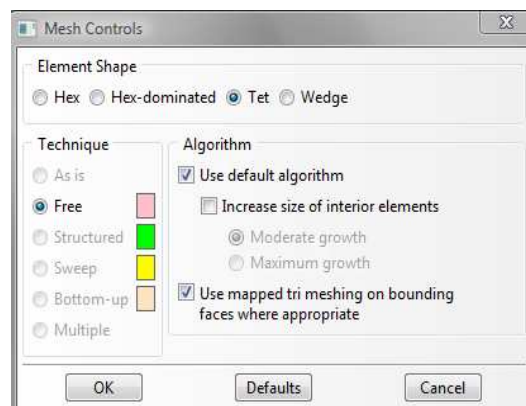 Mesh Controls
Element Shape
Hex Hex-dominated Tet Wedge
Technique
As is
Free
Structured
Sweep
Bottom-up
Multiple
Algorithm
Use default algorithm
Increase size of interior elements
Moderate growth
Maximum growth
Use mapped tri meshing on bounding
faces where appropriate
OK Defaults Cancel